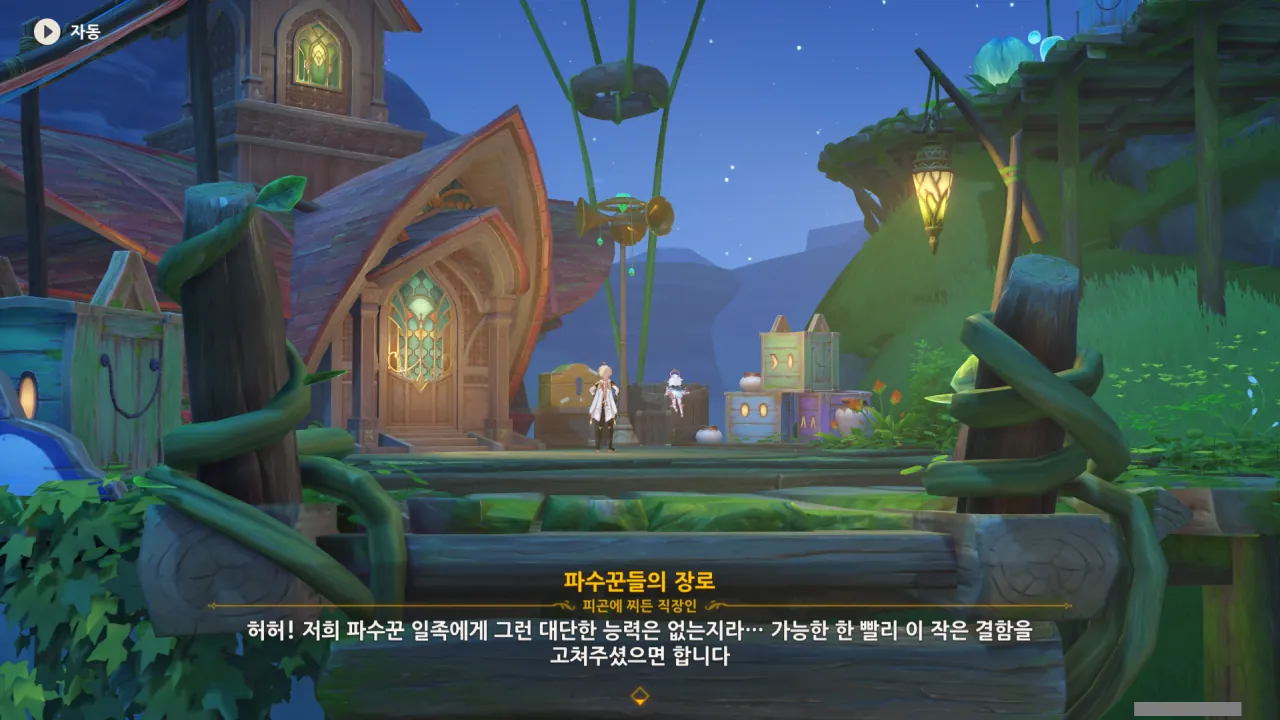 자동
파수꾼들의 장로
피곤에 찌든 직장인
허허! 저희 파수꾼 일족에게 그런 대단한 능력은 없는지라… 가능한 한 빨리 이 작은 결함을
고쳐주셨으면 합니다